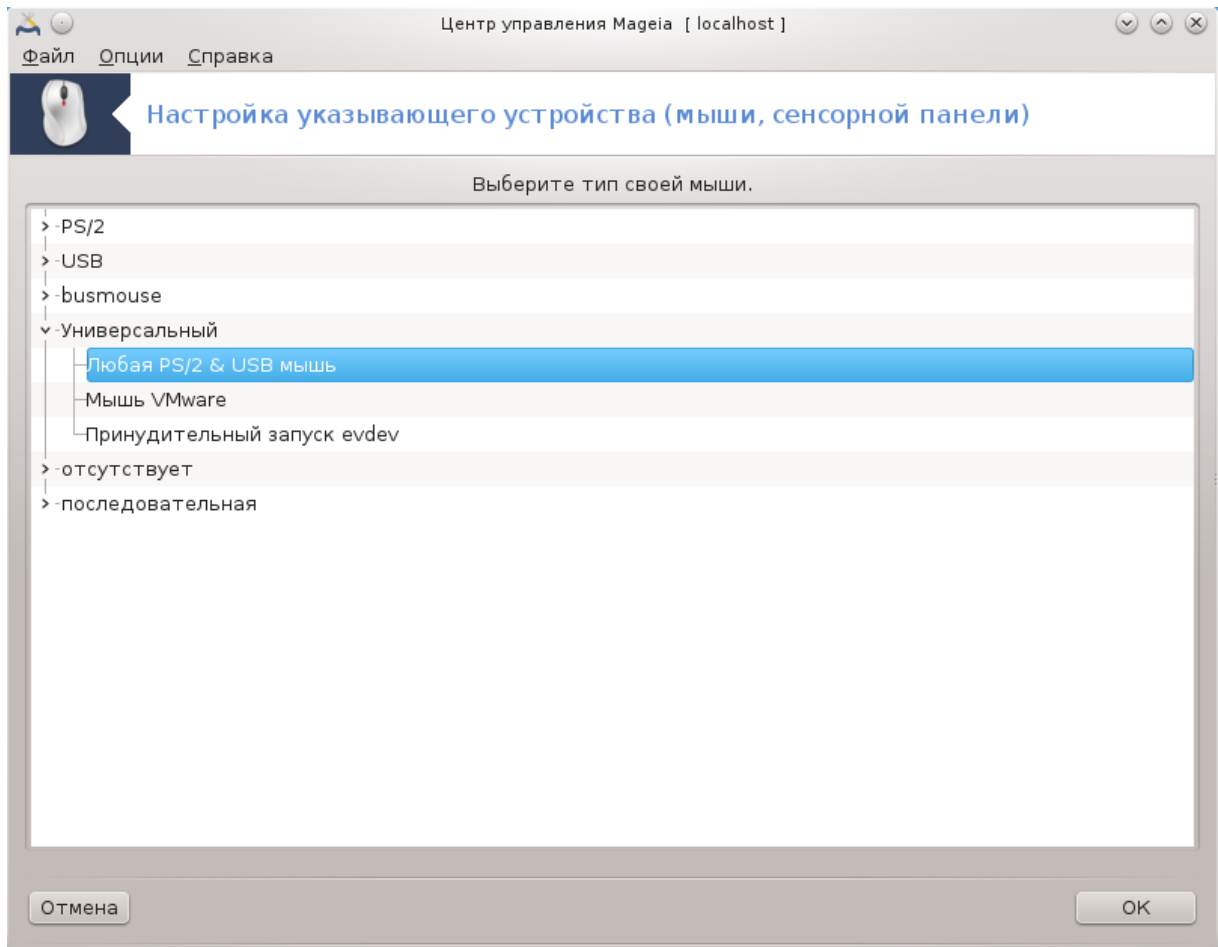 Центр управления Mageia [ localhost ]
Файл Опции Справка
Настройка указывающего устройства (мыши, сенсорной панели)
Выберите тип своей мыши.
PS/2
USB
busmouse
Универсальный
Любая PS/2 & USB мышь
Мышь VMware
Принудительный запуск evdev
отсутствует
последовательная
Отмена OK